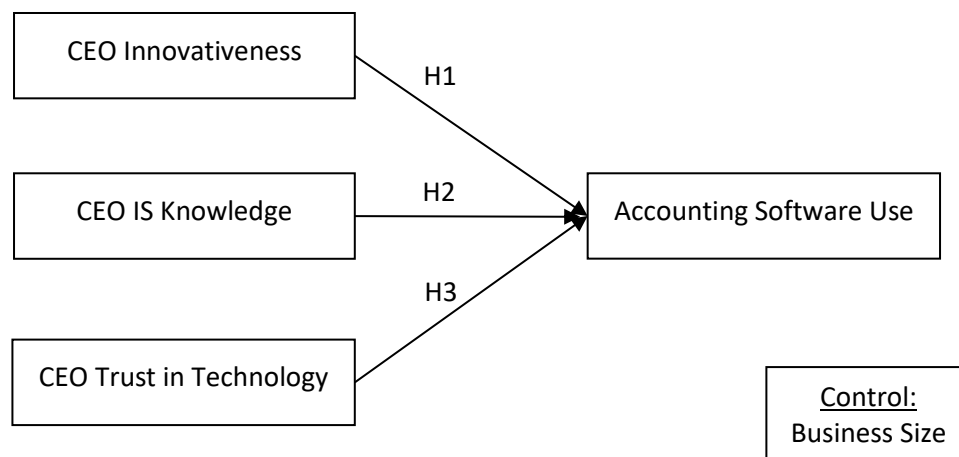 CEO Innovativeness
H1
CEO IS Knowledge
H2
Accounting Software Use
H3
CEO Trust in Technology
Control:
Business Size